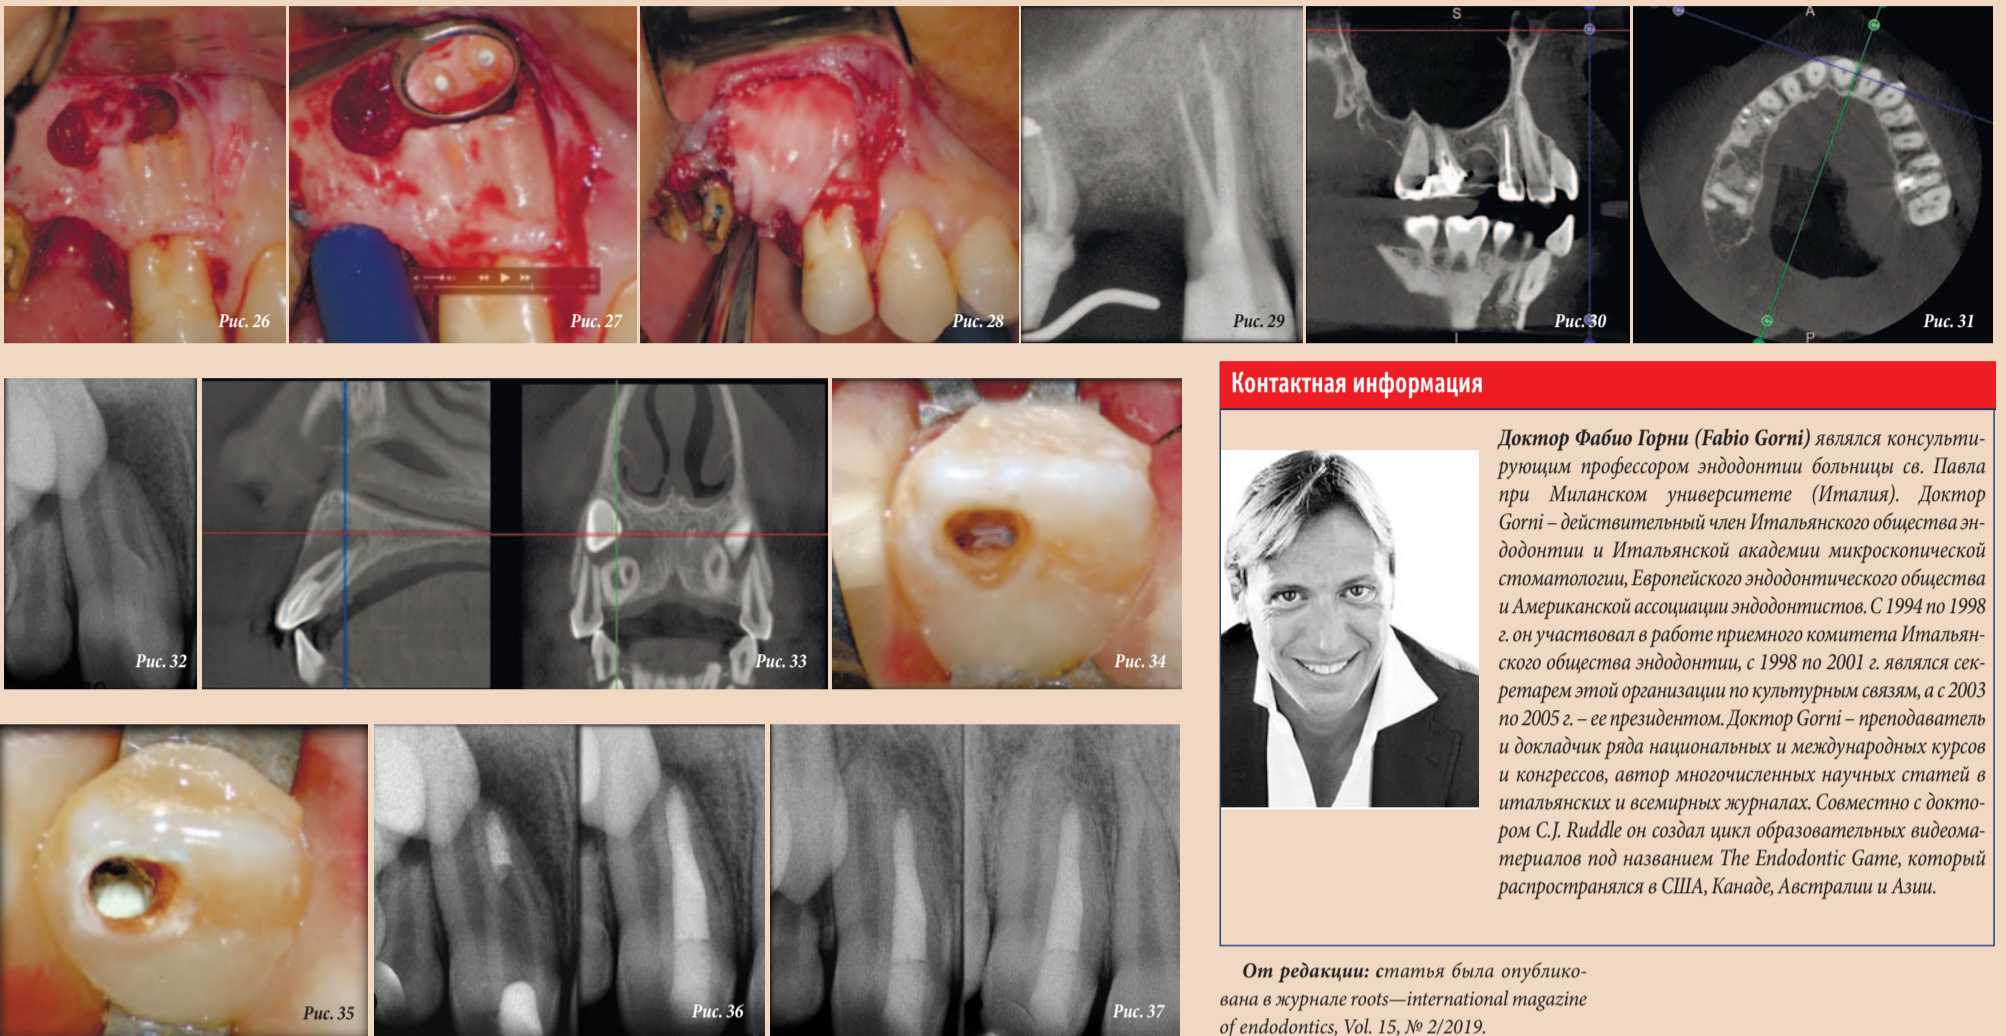 Рис. 26
Рис. 27
Рис. 28
Рис. 29
S
Рис. 30
A
P
Рис. 31
Рис. 32
Рис. 33
Рис. 34
Рис. 35
Рис. 36
Рис. 37
Контактная информация
Доктор Фабио Горни (Fabio Gorni) являлся консульти-
рующим профессором эндодонтии больницы св. Павла
при Миланском университете (Италия). Доктор
Gorni – действительный член Итальянского общества эн-
додонтии и Итальянской академии микроскопической
стоматологии, Европейского эндодонтического общества
и Американской ассоциации эндодонтистов. С 1994 по 1998
г. он участвовал в работе приемного комитета Итальян-
ского общества эндодонтии, с 1998 по 2001 г. являлся сек-
ретарем этой организации по культурным связям, а с 2003
по 2005 г. – ее президентом. Доктор Gorni – преподаватель
и докладчик ряда национальных и международных курсов
и конгрессов, автор многочисленных научных статей в
итальянских и всемирных журналах. Совместно с докто-
ром C.J. Ruddle он создал цикл образовательных видеома-
териалов под названием The Endodontic Game, который
распространялся в США, Канаде, Австралии и Азии.
От редакции: статья была опублико-
вана в журнале roots—international magazine
of endodontics, Vol. 15, № 2/2019.